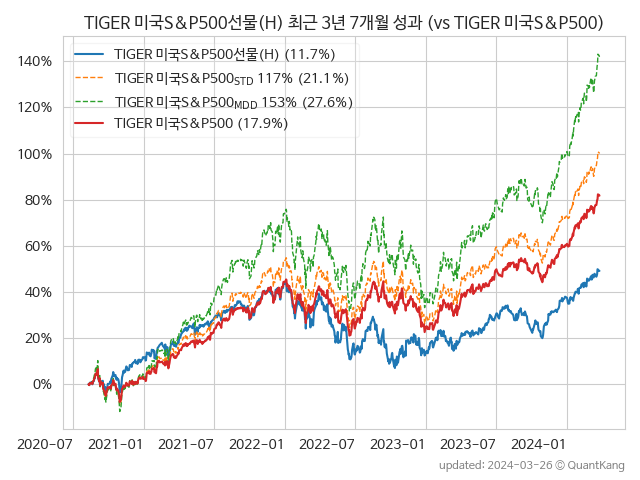 TIGER 미국S&P500선물(H) 최근 3년 7개월 성과 (vs TIGER 미국S&P500)
TIGER 미국S&P500선물(H) (11.7%)
TIGER 미국S&P500STD 117% (21.1%)
TIGER 미국S&P500MDD 153% (27.6%)
TIGER 미국S&P500 (17.9%)
140%
120%
100%
80%
60%
40%
20%
0%
2020-07 2021-01 2021-07 2022-01 2022-07 2023-01 2023-07 2024-01
updated: 2024-03-26 © QuantKang